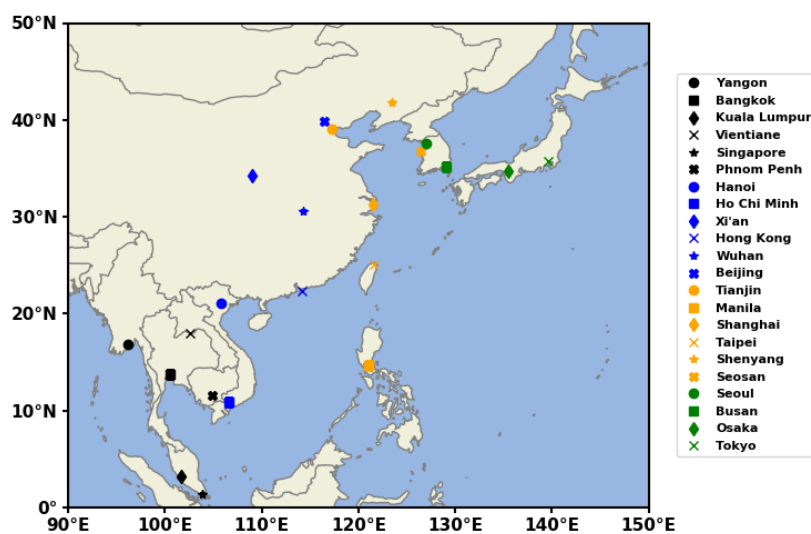 50°N
40°N
30°N
20°N
10°N
0°
90°E 100°E 110°E 120°E 130°E 140°E 150°E
Yangon
Bangkok
Kuala Lumpur
Vientiane
Singapore
Phnom Penh
Hanoi
Ho Chi Minh
Xi'an
Hong Kong
Wuhan
Beijing
Tianjin
Manila
Shanghai
Taipei
Shenyang
Seosan
Seoul
Busan
Osaka
Tokyo